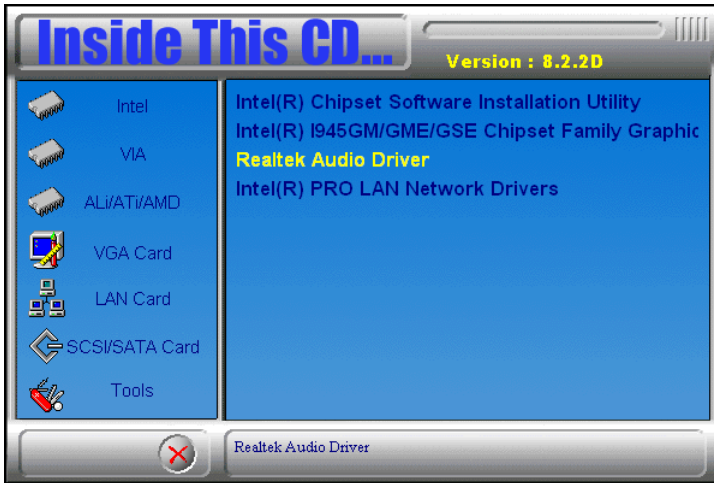 Inside This CD...
Version : 8.2.2D
Intel
VIA
ALi/ATi/AMD
VGA Card
LAN Card
SCSI/SATA Card
Tools
Intel(R) Chipset Software Installation Utility
Intel(R) I945GM/GME/GSE Chipset Family Graphic
Realtek Audio Driver
Intel(R) PRO LAN Network Drivers
Realtek Audio Driver